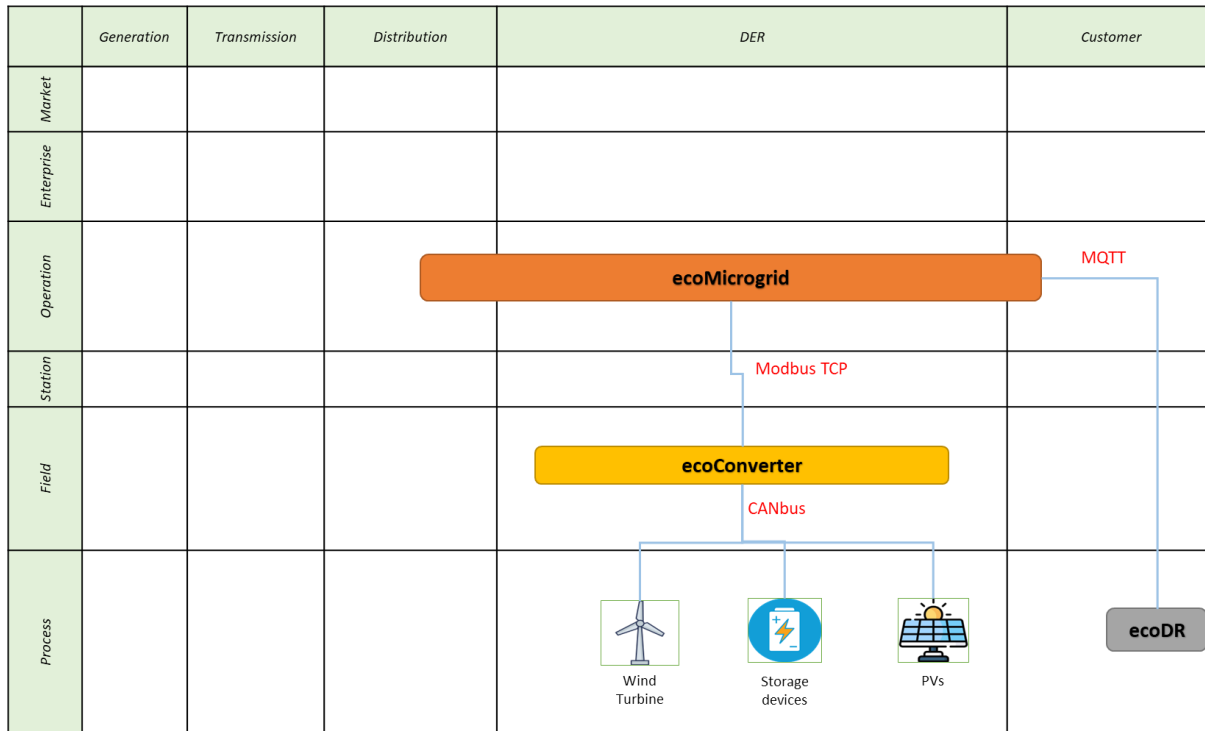 Generation
Transmission
Distribution
DER
Customer
Market
Enterprise
Operation
ecoMicrogrid
MQTT
Station
Modbus TCP
Field
ecoConverter
CANbus
Process
Wind
Turbine
Storage
devices
PVs
ecoDR